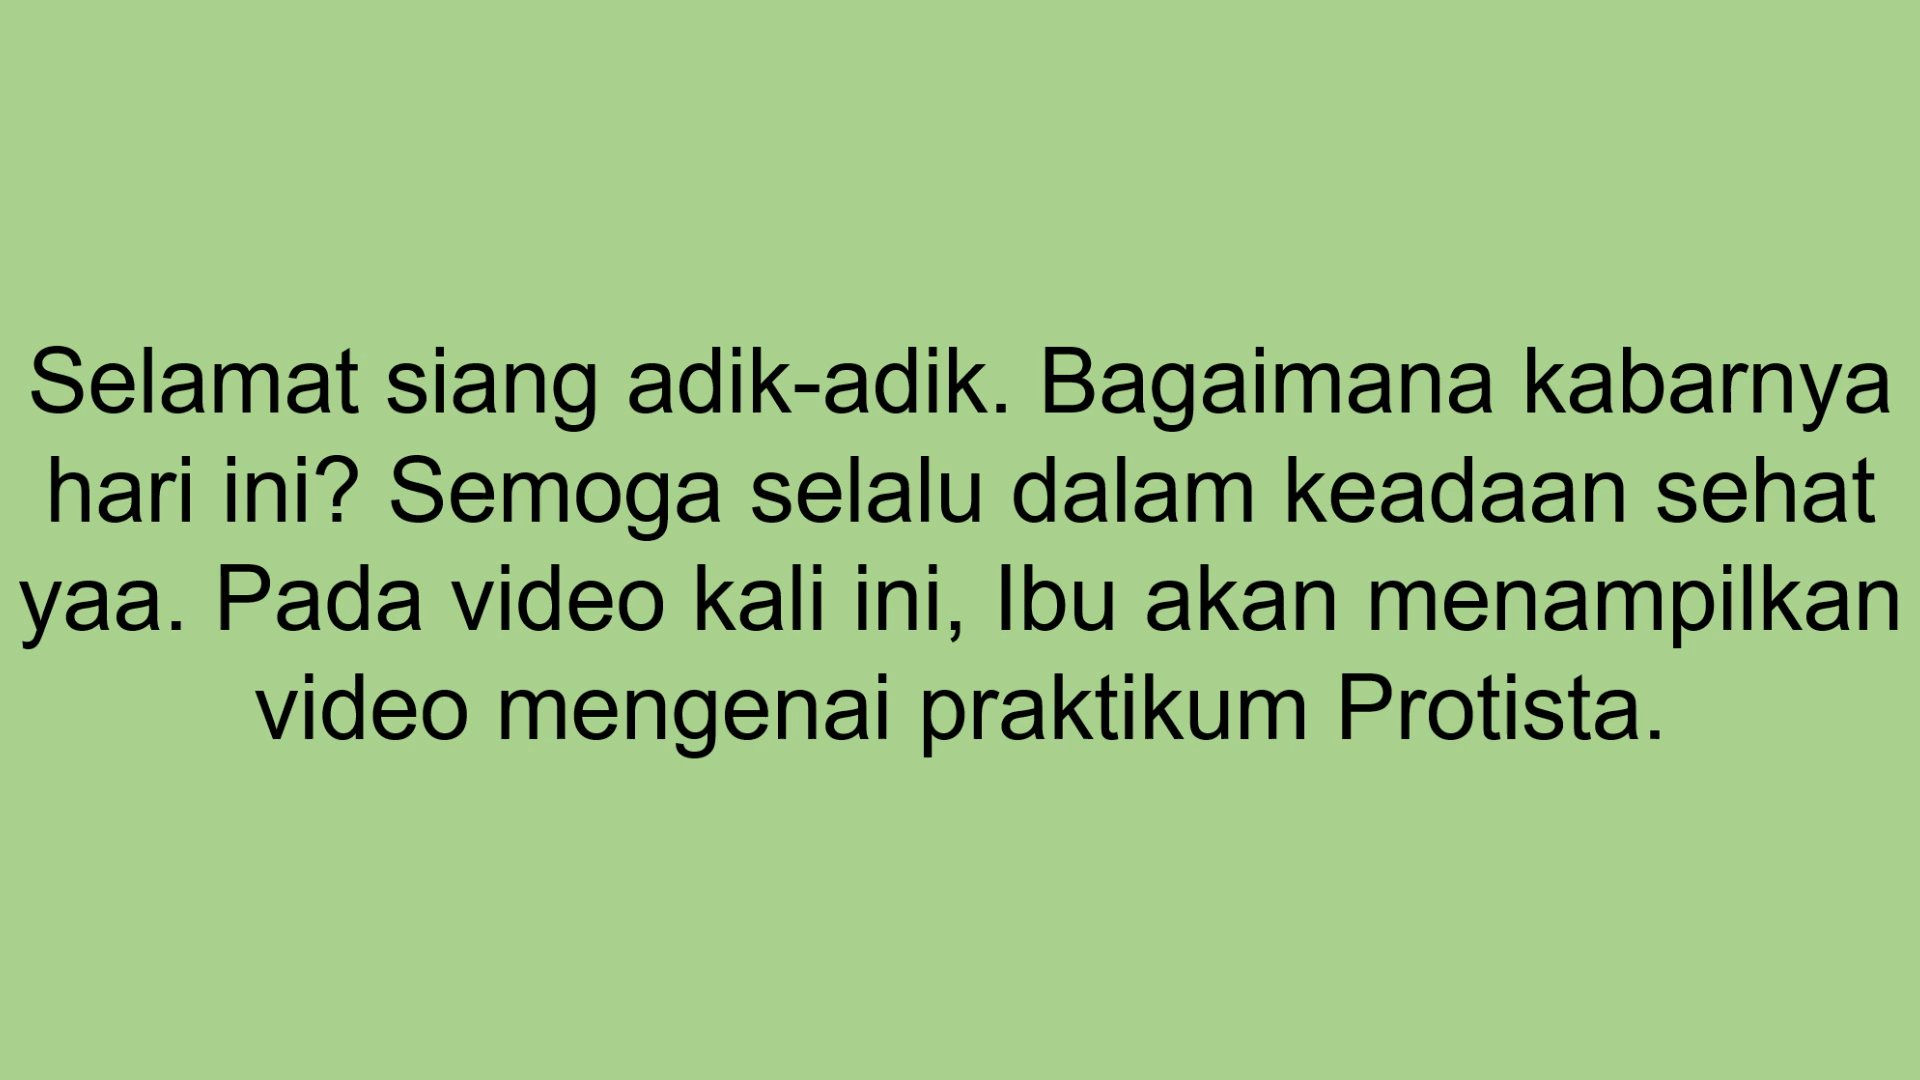 Selamat siang adik-adik. Bagaimana kabarnya
hari ini? Semoga selalu dalam keadaan sehat
yaa. Pada video kali ini, Ibu akan menampilkan
video mengenai praktikum Protista.